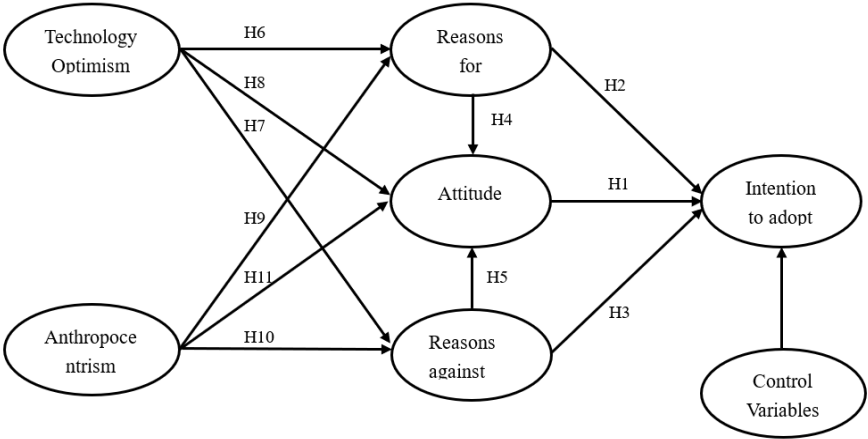 Technology
Optimism
H6
H8
H7
Reasons
for
H2
H4
Attitude
H1
Intention
to adopt
H9
H11
H10
H5
H3
Anthropoce
ntrism
Reasons
against
Control
Variables